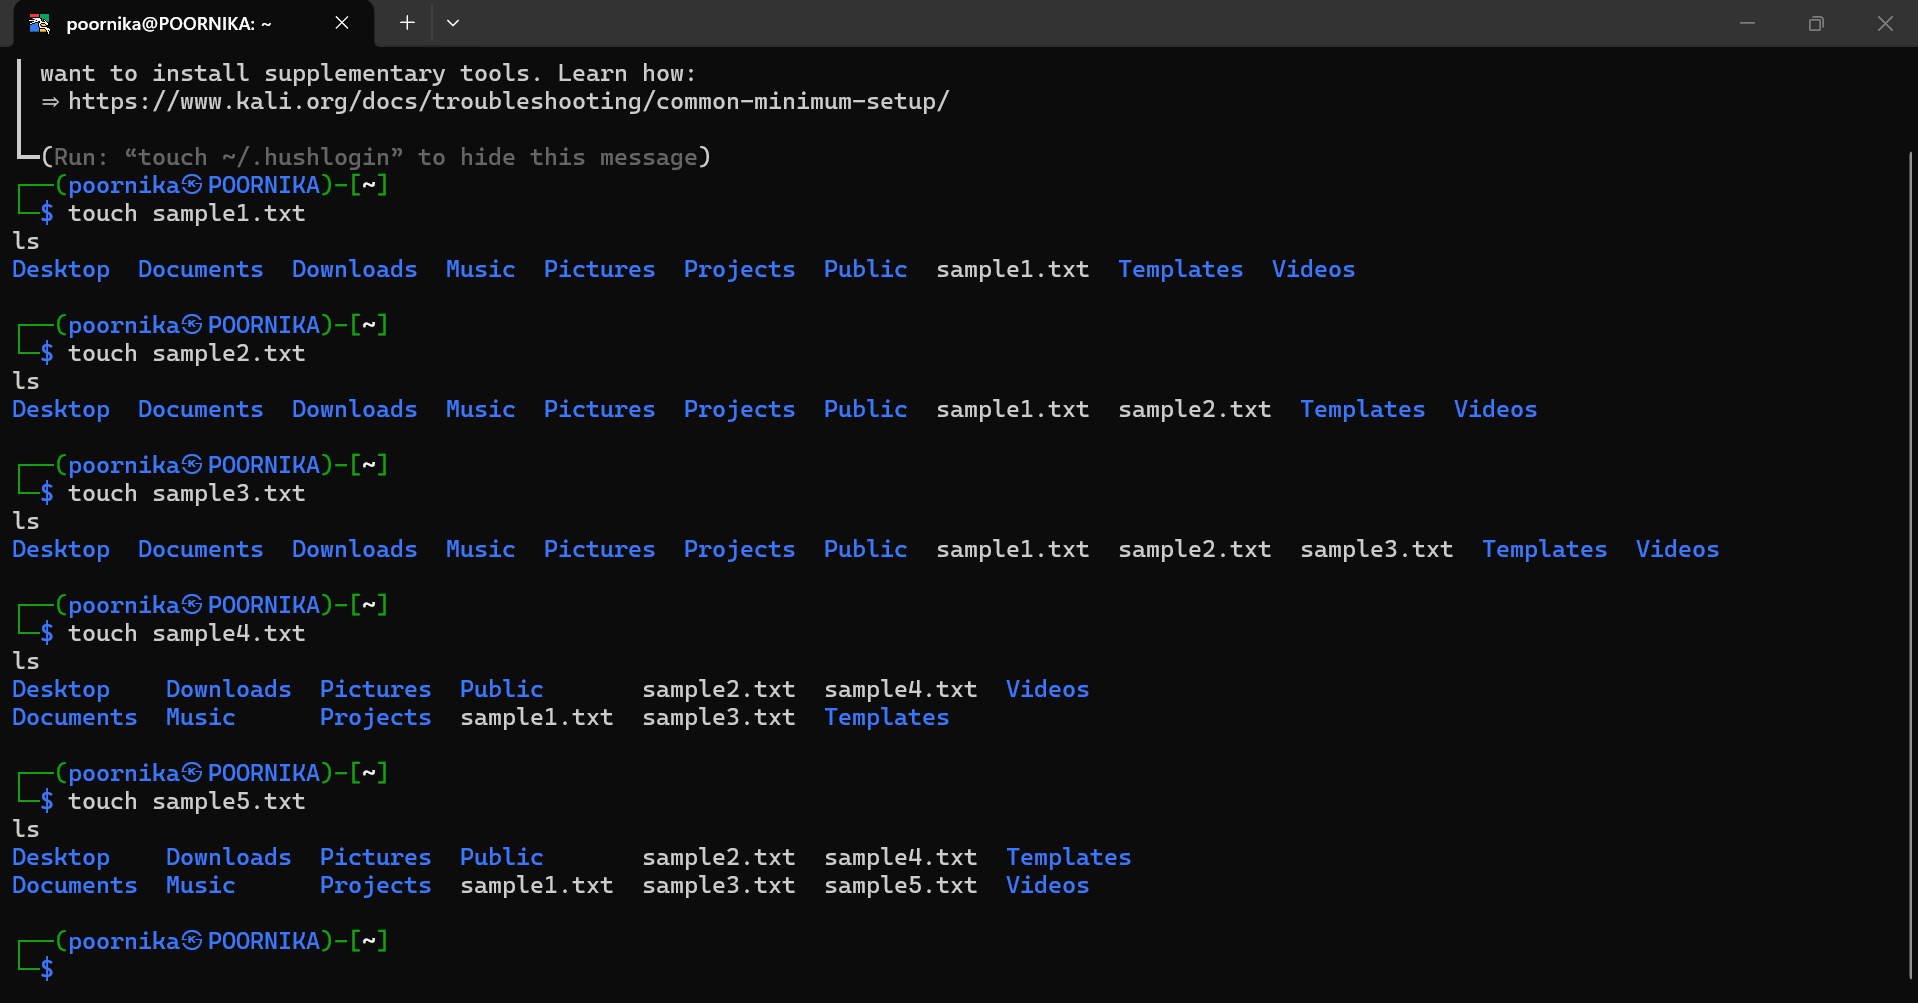 poornika@POORNIKA: ~
want to install supplementary tools. Learn how:
⇒ https://www.kali.org/docs/troubleshooting/common-minimum-setup/
(Run: “touch ~/.hushlogin” to hide this message)
┌──(poornika㉿POORNIKA)-[~]
└─$ touch sample1.txt
ls
Desktop  Documents  Downloads  Music  Pictures  Projects  Public  sample1.txt  Templates  Videos
┌──(poornika㉿POORNIKA)-[~]
└─$ touch sample2.txt
ls
Desktop  Documents  Downloads  Music  Pictures  Projects  Public  sample1.txt  sample2.txt  Templates  Videos
┌──(poornika㉿POORNIKA)-[~]
└─$ touch sample3.txt
ls
Desktop  Documents  Downloads  Music  Pictures  Projects  Public  sample1.txt  sample2.txt  sample3.txt  Templates  Videos
┌──(poornika㉿POORNIKA)-[~]
└─$ touch sample4.txt
ls
Desktop    Downloads  Pictures  Public       sample2.txt  sample4.txt  Videos
Documents  Music      Projects  sample1.txt  sample3.txt  Templates
┌──(poornika㉿POORNIKA)-[~]
└─$ touch sample5.txt
ls
Desktop    Downloads  Pictures  Public       sample2.txt  sample4.txt  Templates
Documents  Music      Projects  sample1.txt  sample3.txt  sample5.txt  Videos
┌──(poornika㉿POORNIKA)-[~]
└─$